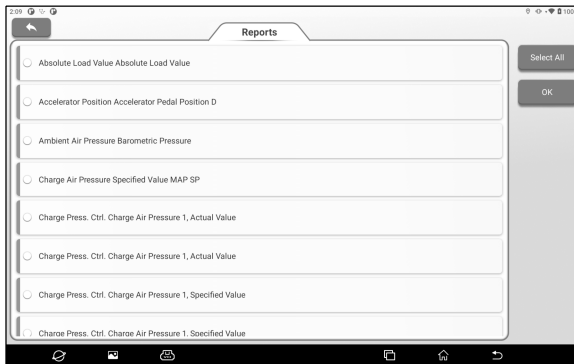 2:09
100
Reports
Absolute Load Value Absolute Load Value
Select All
Accelerator Position Accelerator Pedal Position D
OK
Ambient Air Pressure Barometric Pressure
Charge Air Pressure Specified Value MAP SP
Charge Press. Ctrl. Charge Air Pressure 1, Actual Value
Charge Press. Ctrl. Charge Air Pressure 1, Actual Value
Charge Press. Ctrl. Charge Air Pressure 1, Specified Value
Charge Press. Ctrl. Charge Air Pressure 1, Specified Value